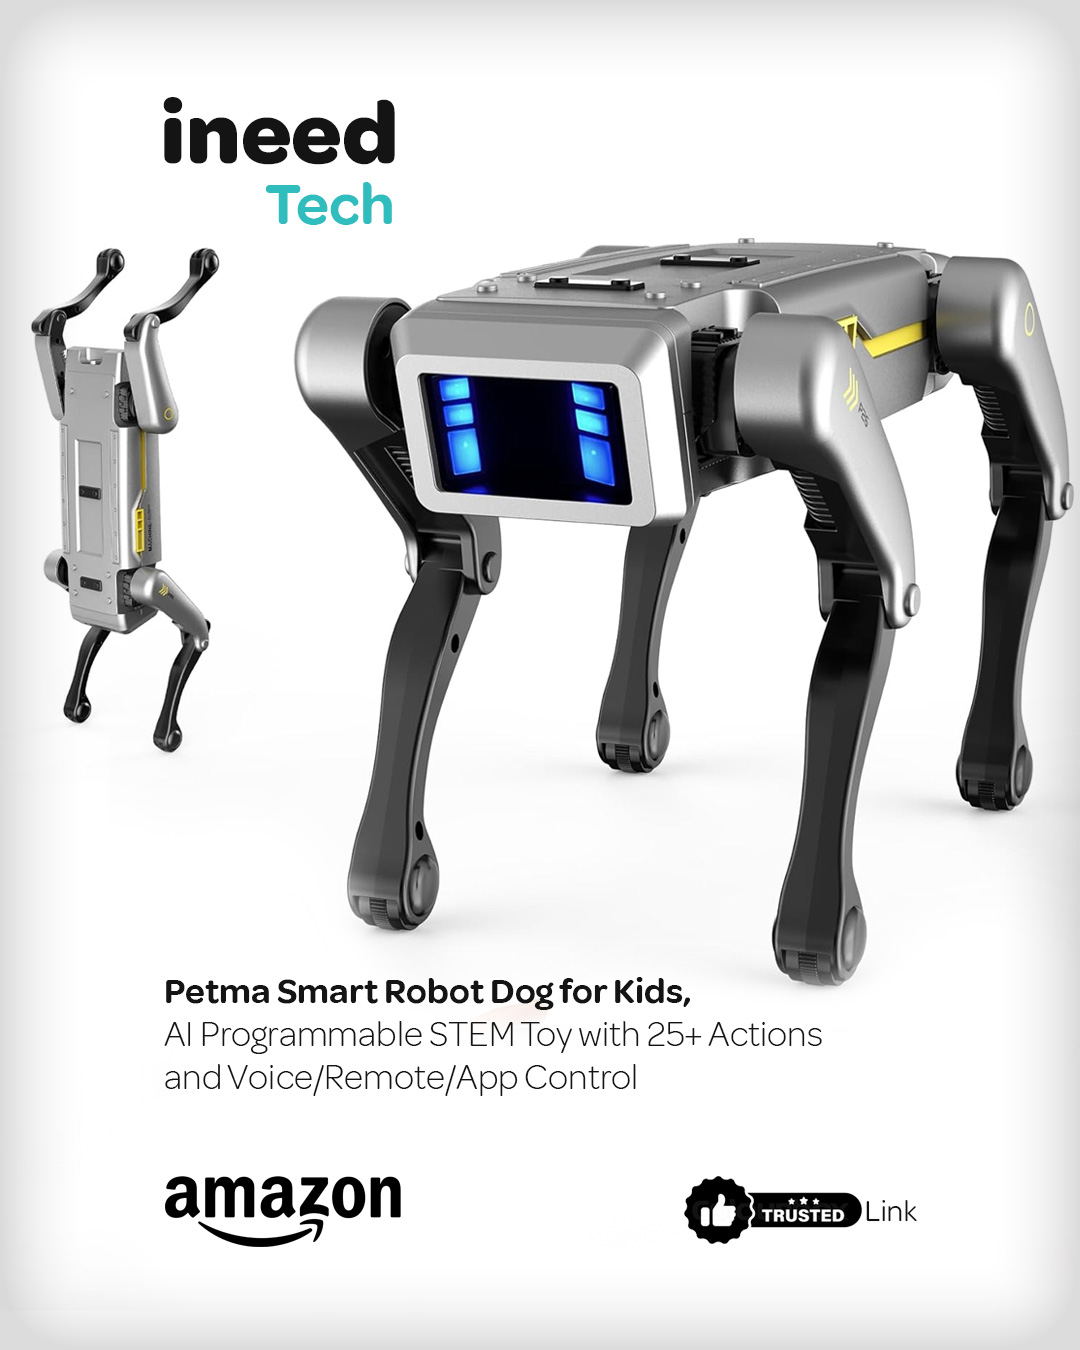 ineed
Tech
Petma Smart Robot Dog for Kids,
AI Programmable STEM Toy with 25+ Actions
and Voice/Remote/App Control
amazon
TRUSTED Link